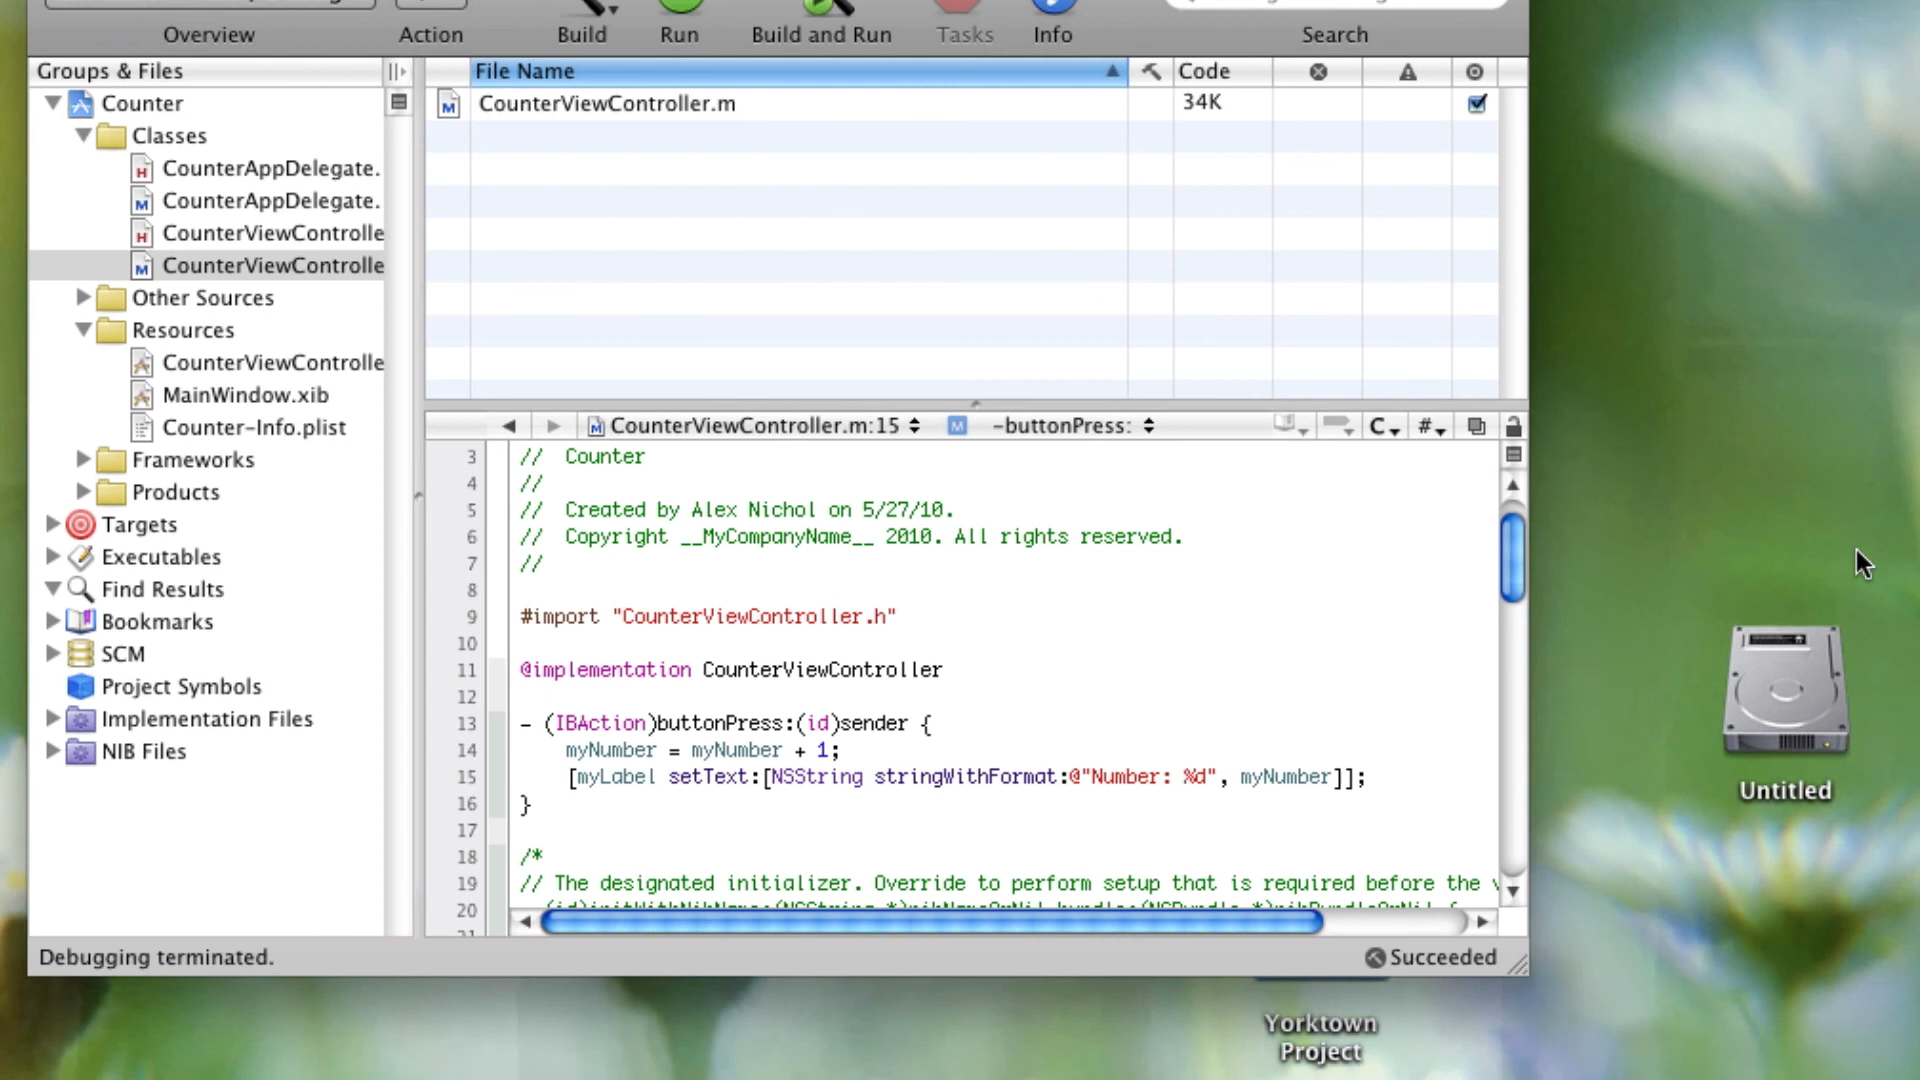 Overview
Action
Build
Run
Build and Run
Tasks
Info
Search
Groups & Files
File Name
Code
Counter
CounterViewController.m
34K
Classes
CounterAppDelegate.
CounterAppDelegate.
CounterViewControlle
CounterViewControlle
Other Sources
Resources
CounterViewControlle
MainWindow.xib
Counter-Info.plist
Frameworks
Products
Targets
Executables
Find Results
Bookmarks
SCM
Project Symbols
Implementation Files
NIB Files
CounterViewController.m:15
M
-buttonPress:
C
#
3 // Counter
4 //
5 // Created by Alex Nichol on 5/27/10.
6 // Copyright __MyCompanyName__ 2010. All rights reserved.
7 //
8
9 #import "CounterViewController.h"
10
11 @implementation CounterViewController
12
13 - (IBAction)buttonPress:(id)sender {
14 myNumber = myNumber + 1;
15 [myLabel setText:[NSString stringWithFormat:@"Number: %d", myNumber]];
16 }
17
18 /*
19 // The designated initializer. Override to perform setup that is required before the
20
Debugging terminated.
Succeeded
Untitled
Yorktown
Project